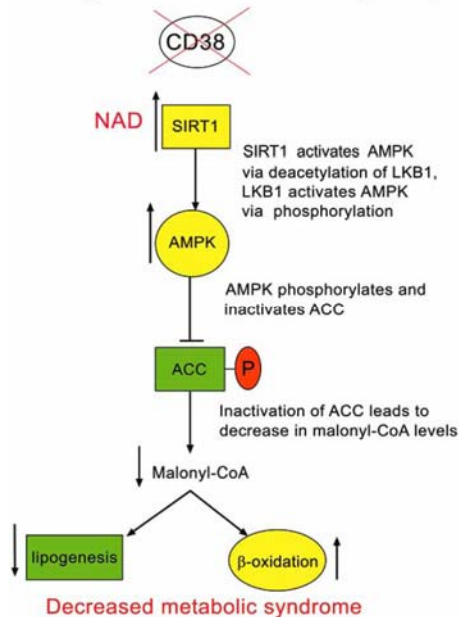 CD38
NAD
SIRT1
SIRT1 activates AMPK
via deacetylation of LKB1,
LKB1 activates AMPK
via phosphorylation
AMPK
AMPK phosphorylates and
inactivates ACC
ACC
P
Inactivation of ACC leads to
decrease in malonyl-CoA levels
Malonyl-CoA
lipogenesis
β-oxidation
Decreased metabolic syndrome